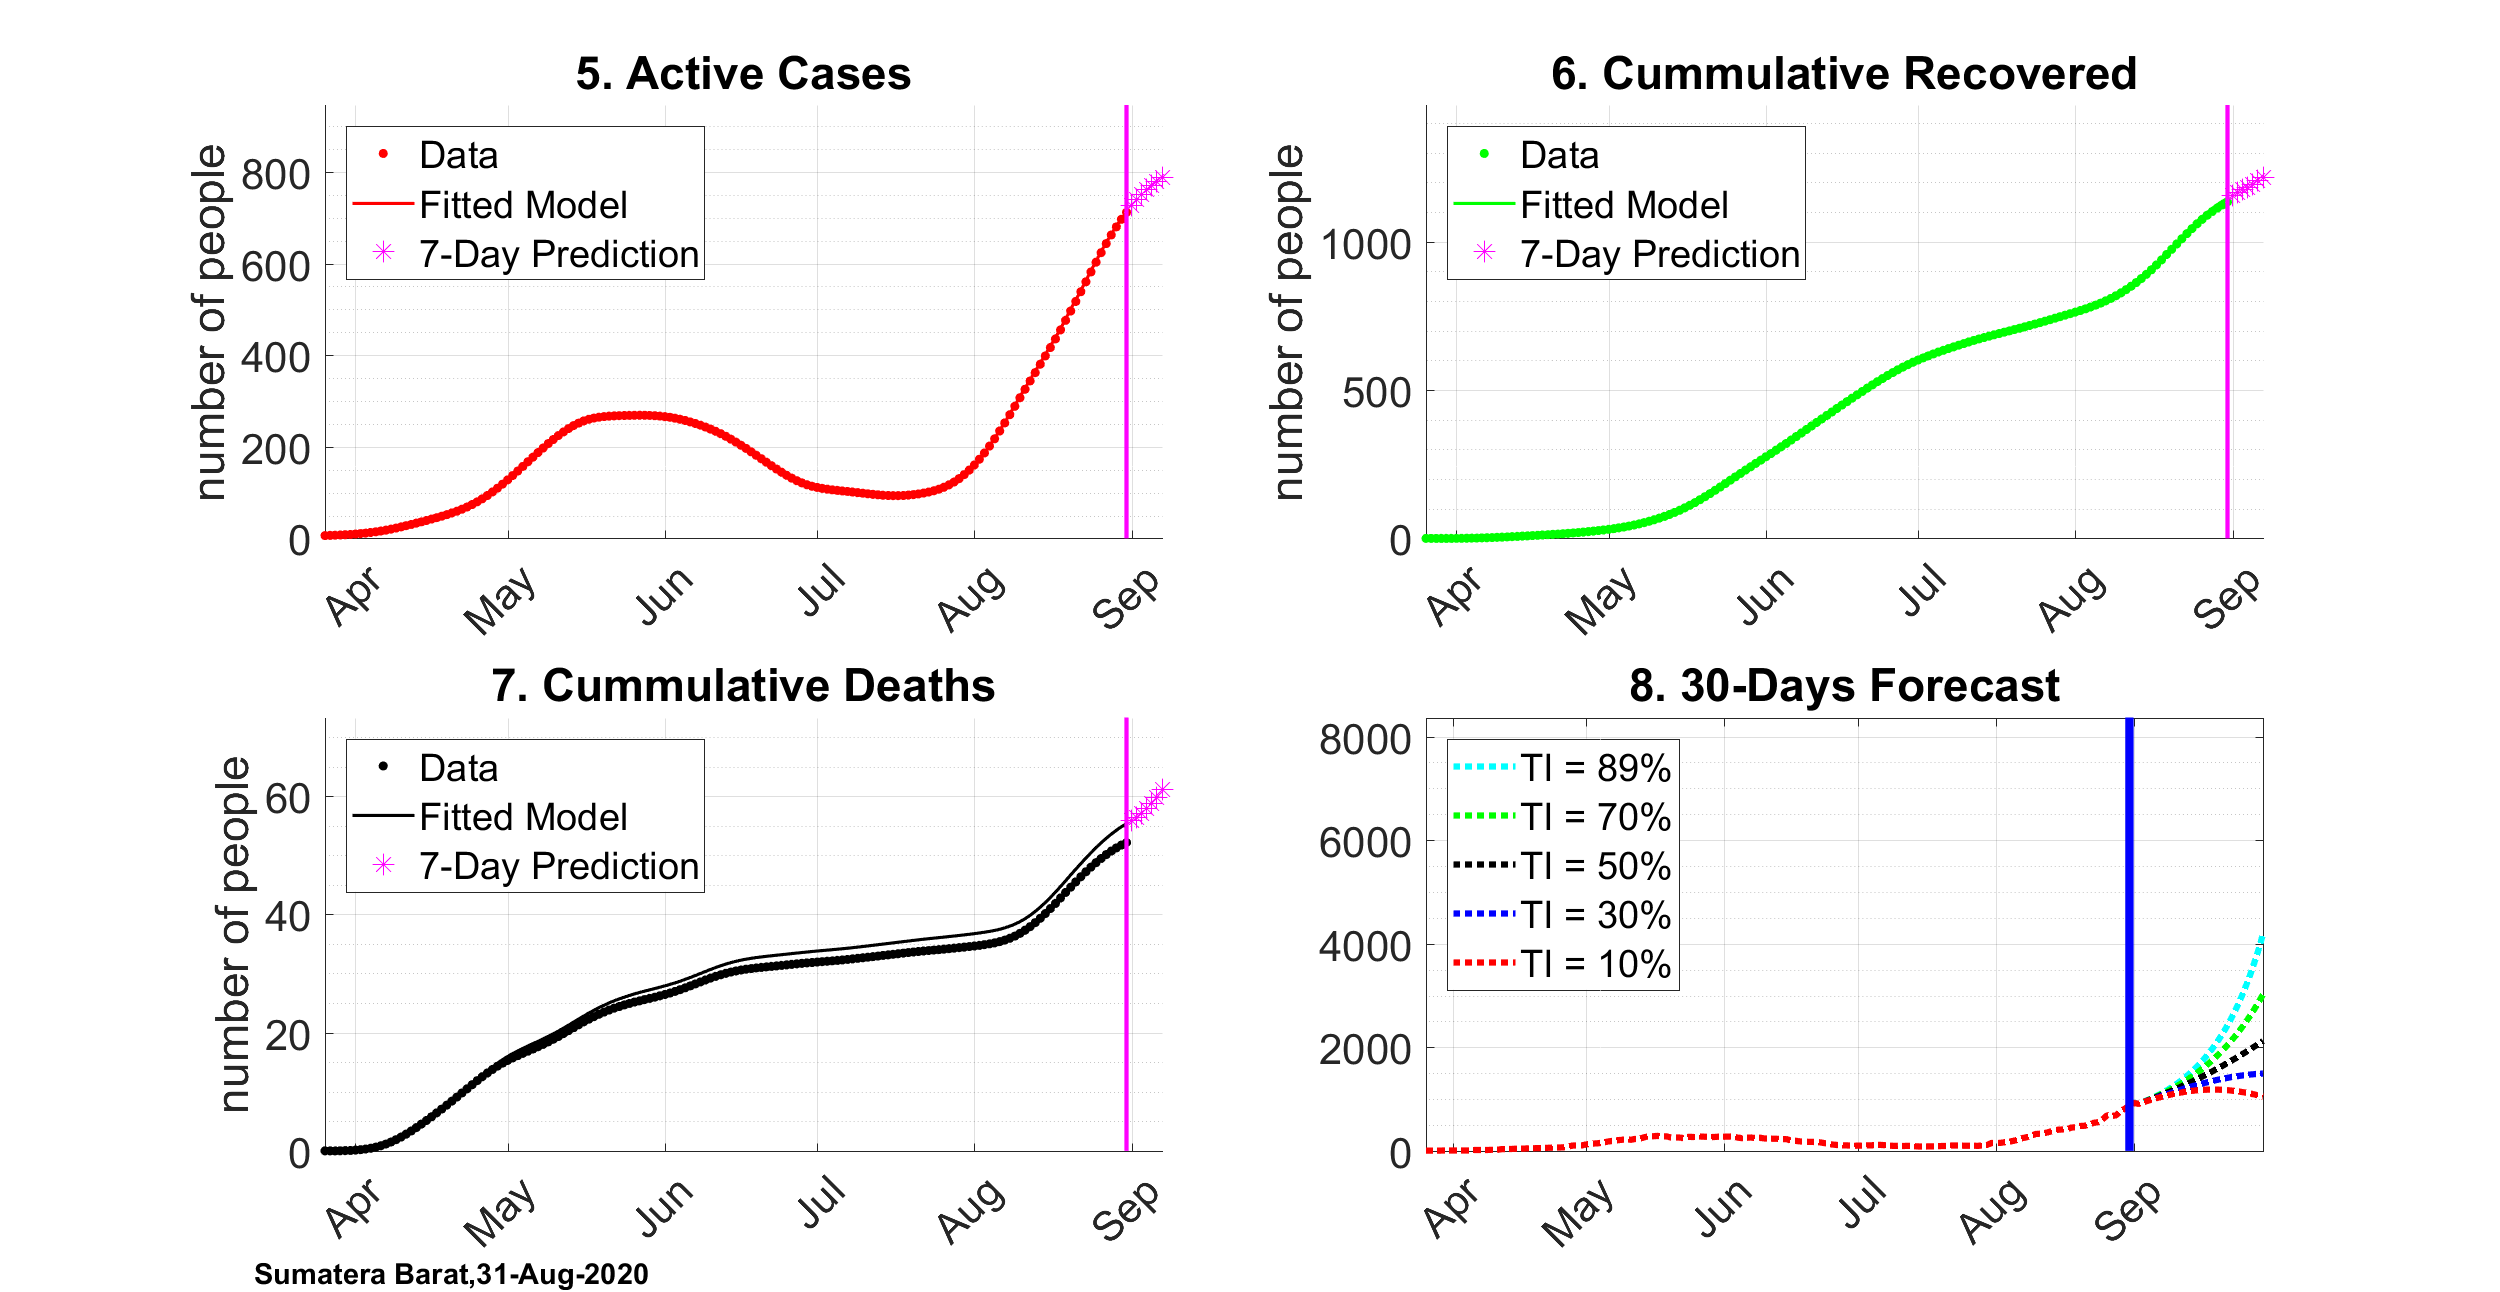 5. Active Cases
number of people
800
600
400
200
0
Data
Fitted Model
7-Day Prediction
Apr
May
Jun
Jul
Aug
Sep
6. Cummulative Recovered
number of people
1000
500
0
Data
Fitted Model
7-Day Prediction
Apr
May
Jun
Jul
Aug
Sep
7. Cummulative Deaths
number of people
60
40
20
0
Data
Fitted Model
7-Day Prediction
Apr
May
Jun
Jul
Aug
Sep
8. 30-Days Forecast
8000
6000
4000
2000
0
TI = 89%
TI = 70%
TI = 50%
TI = 30%
TI = 10%
Apr
May
Jun
Jul
Aug
Sep
Sumatera Barat,31-Aug-2020